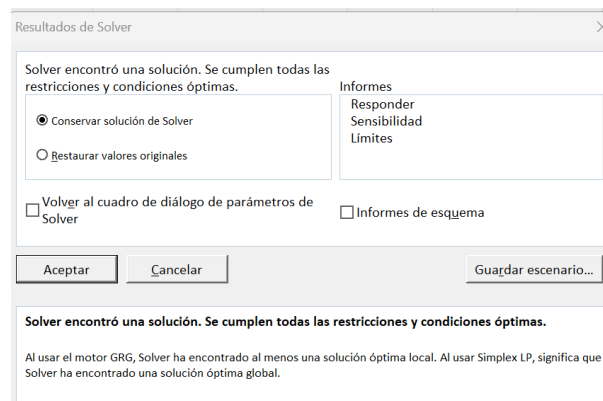 Resultados de Solver
Solver encontró una solución. Se cumplen todas las
restricciones y condiciones óptimas.
Informes
Responder
Sensibilidad
Límites
Conservar solución de Solver
Restaurar valores originales
Volver al cuadro de diálogo de parámetros de
Solver
Informes de esquema
Aceptar
Cancelar
Guardar escenario...
Solver encontró una solución. Se cumplen todas las restricciones y condiciones óptimas.
Al usar el motor GRG, Solver ha encontrado al menos una solución óptima local. Al usar Simplex LP, significa que
Solver ha encontrado una solución óptima global.